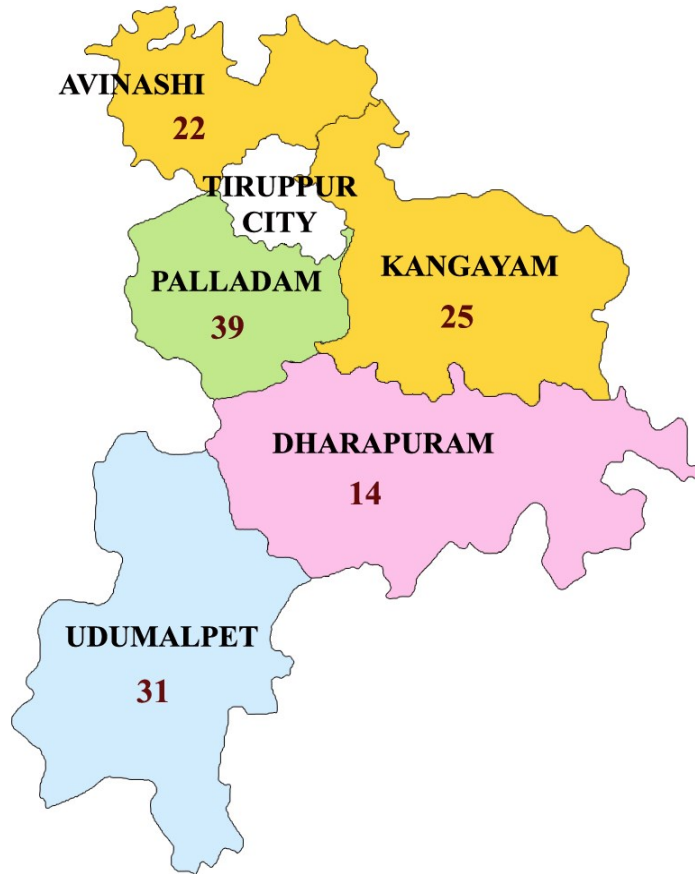 AVINASHI
22
TIRUPPUR
CITY
KANGAYAM
25
PALLADAM
39
DHARAPURAM
14
UDUMALPET
31